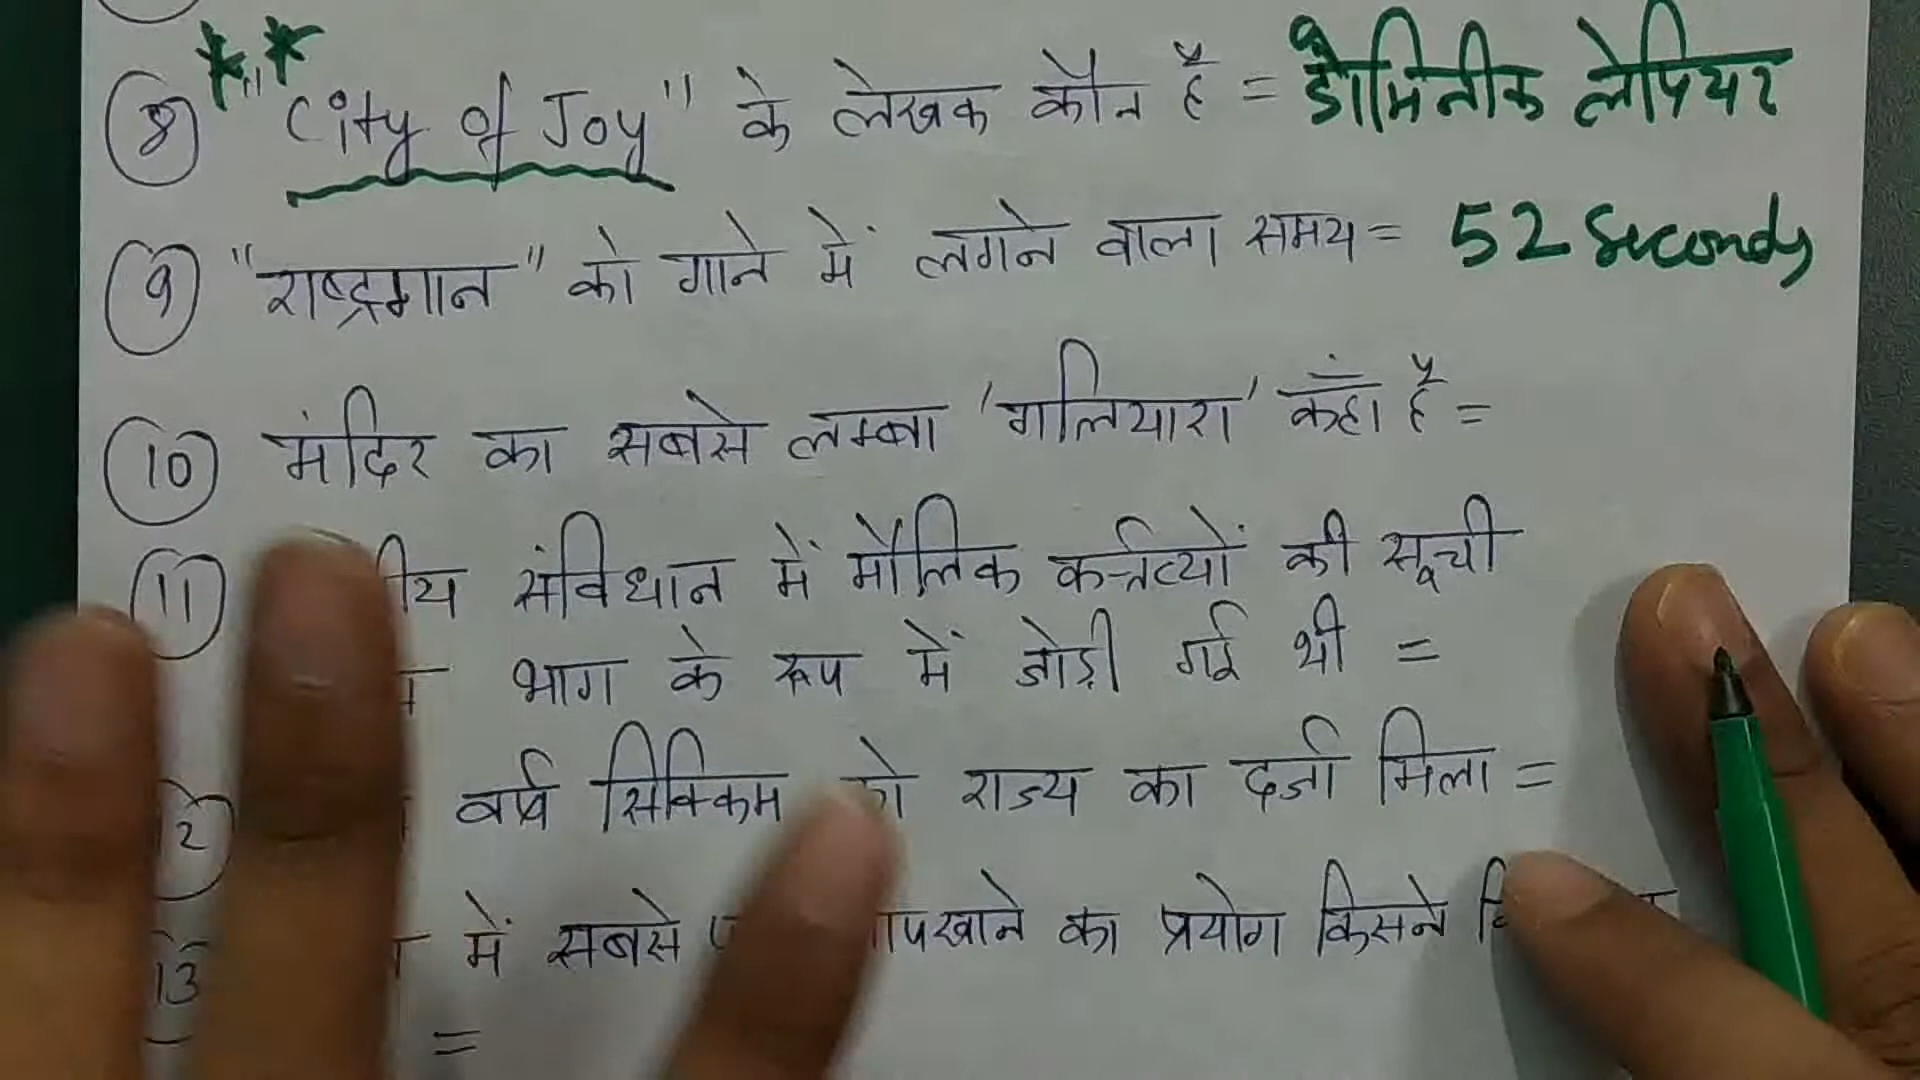 8 ** "City of Joy" के लेखक कौन है = डोमिनीक लेपियर
9 "राष्ट्रगान" को गाने में लगने वाला समय = 52 Seconds
10 मंदिर का सबसे लम्बा 'गलियारा' कहाँ है =
11 संविधान में मौलिक कर्त्तव्यों की सूची
भाग के रूप में जोड़ी गई थी =
वर्ष सिक्किम को राज्य का दर्जा मिला =
13 में सबसे का प्रयोग किसने
=